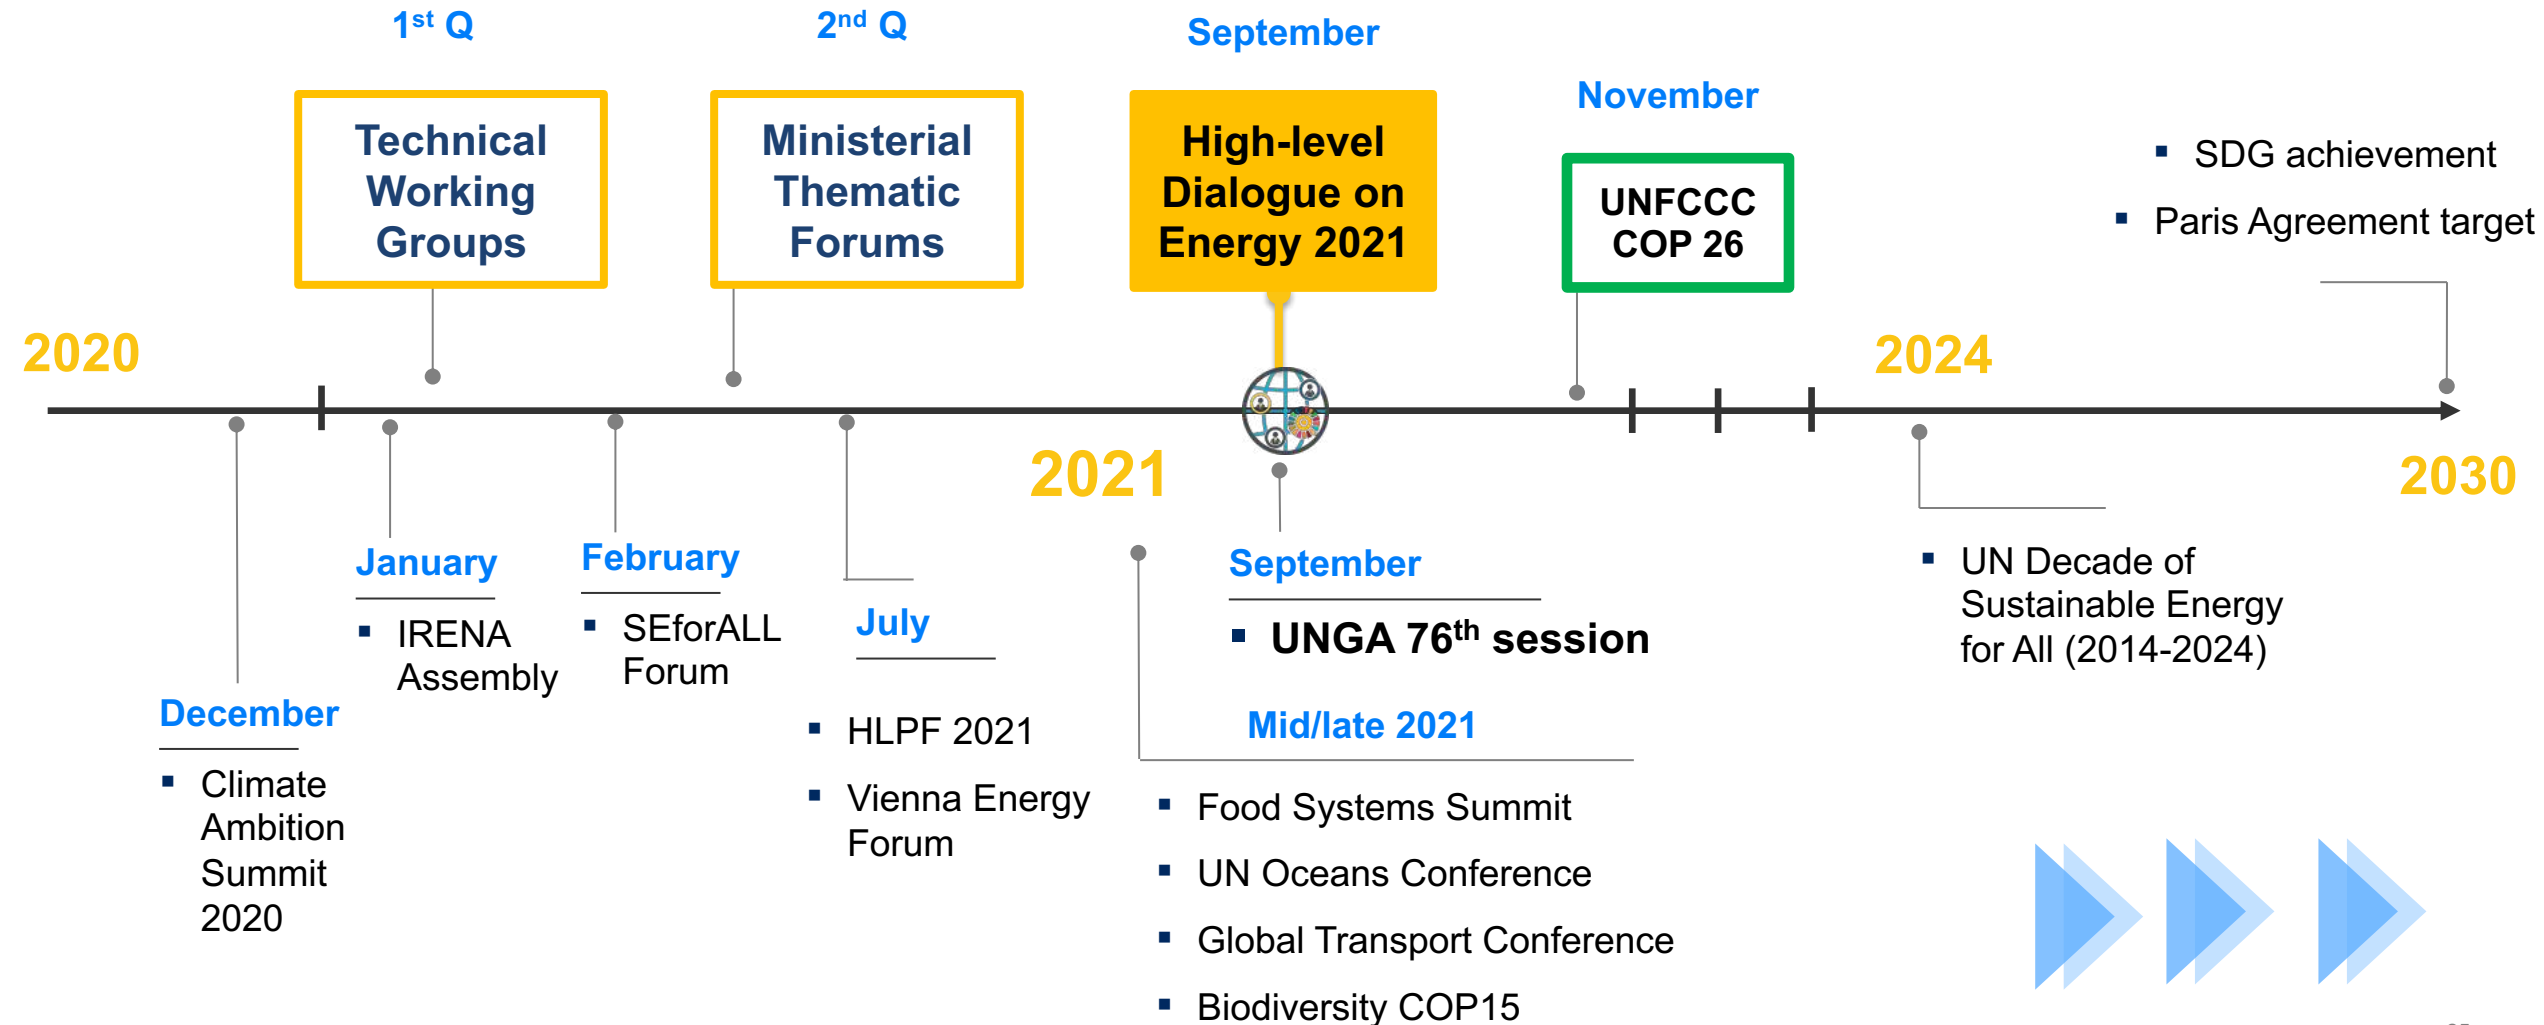 1st Q
Technical
Working
Groups
2nd Q
Ministerial
Thematic
Forums
September
High-level
Dialogue on
Energy 2021
November
UNFCCC
COP 26
▪ SDG achievement
▪ Paris Agreement target
2020
2021
2024
2030
December
▪ Climate
Ambition
Summit
2020
January
▪ IRENA
Assembly
February
▪ SEforALL
Forum
July
▪ HLPF 2021
▪ Vienna Energy
Forum
September
▪ UNGA 76th session
Mid/late 2021
▪ Food Systems Summit
▪ UN Oceans Conference
▪ Global Transport Conference
▪ Biodiversity COP15
▪ UN Decade of
Sustainable Energy
for All (2014-2024)